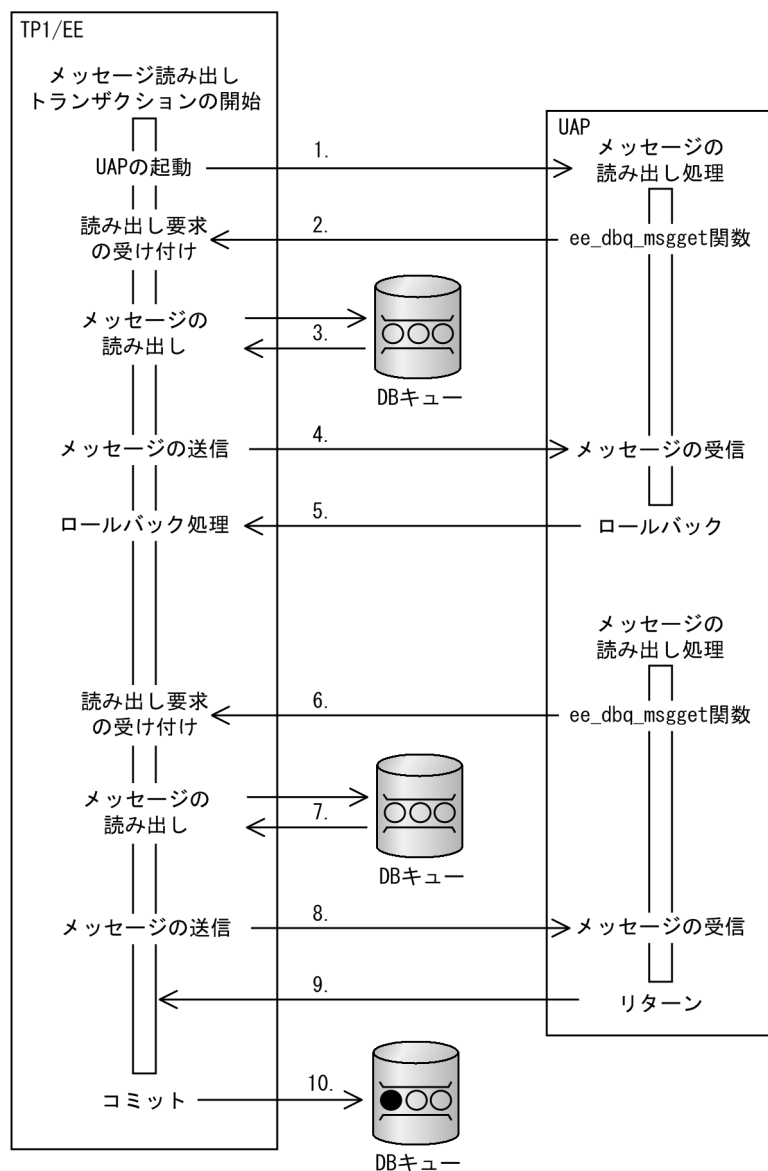 TP1/EE
メッセージ読み出し
トランザクションの開始
UAP
メッセージの
読み出し処理
UAPの起動
1.
読み出し要求
の受け付け
2.
ee_dbq_msgget関数
メッセージの
読み出し
3.
DBキュー
メッセージの送信
4.
メッセージの受信
ロールバック処理
5.
ロールバック
メッセージの
読み出し処理
読み出し要求
の受け付け
6.
ee_dbq_msgget関数
メッセージの
読み出し
7.
DBキュー
メッセージの送信
8.
メッセージの受信
9.
リターン
コミット
10.
DBキュー